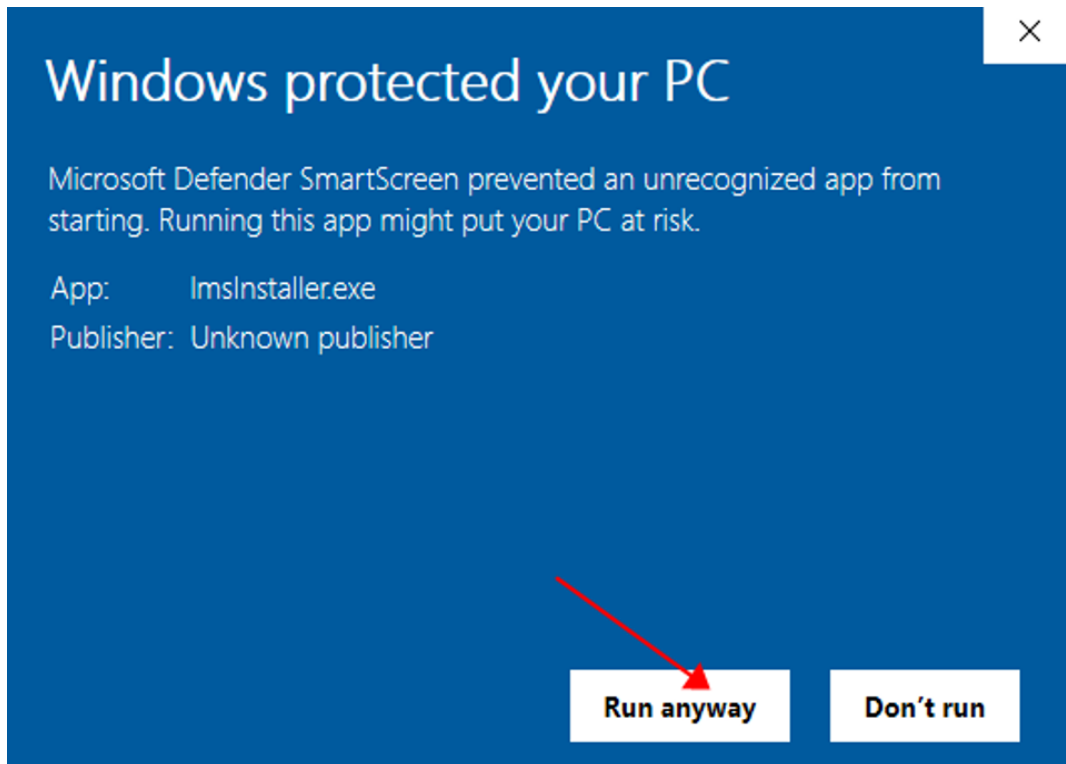 Windows protected your PC
Microsoft Defender SmartScreen prevented an unrecognized app from
starting. Running this app might put your PC at risk.
App: lmsInstaller.exe
Publisher: Unknown publisher
Run anyway Don't run